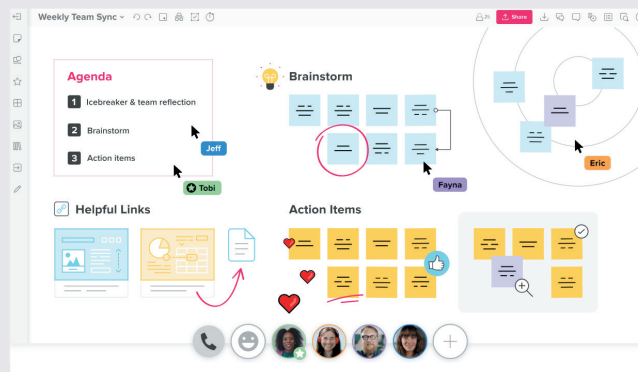 Weekly Team Sync
25
Share
Agenda
1 Icebreaker & team reflection
2 Brainstorm
3 Action items
Jeff
Tobi
Brainstorm
Fayna
Eric
Helpful Links
Action Items